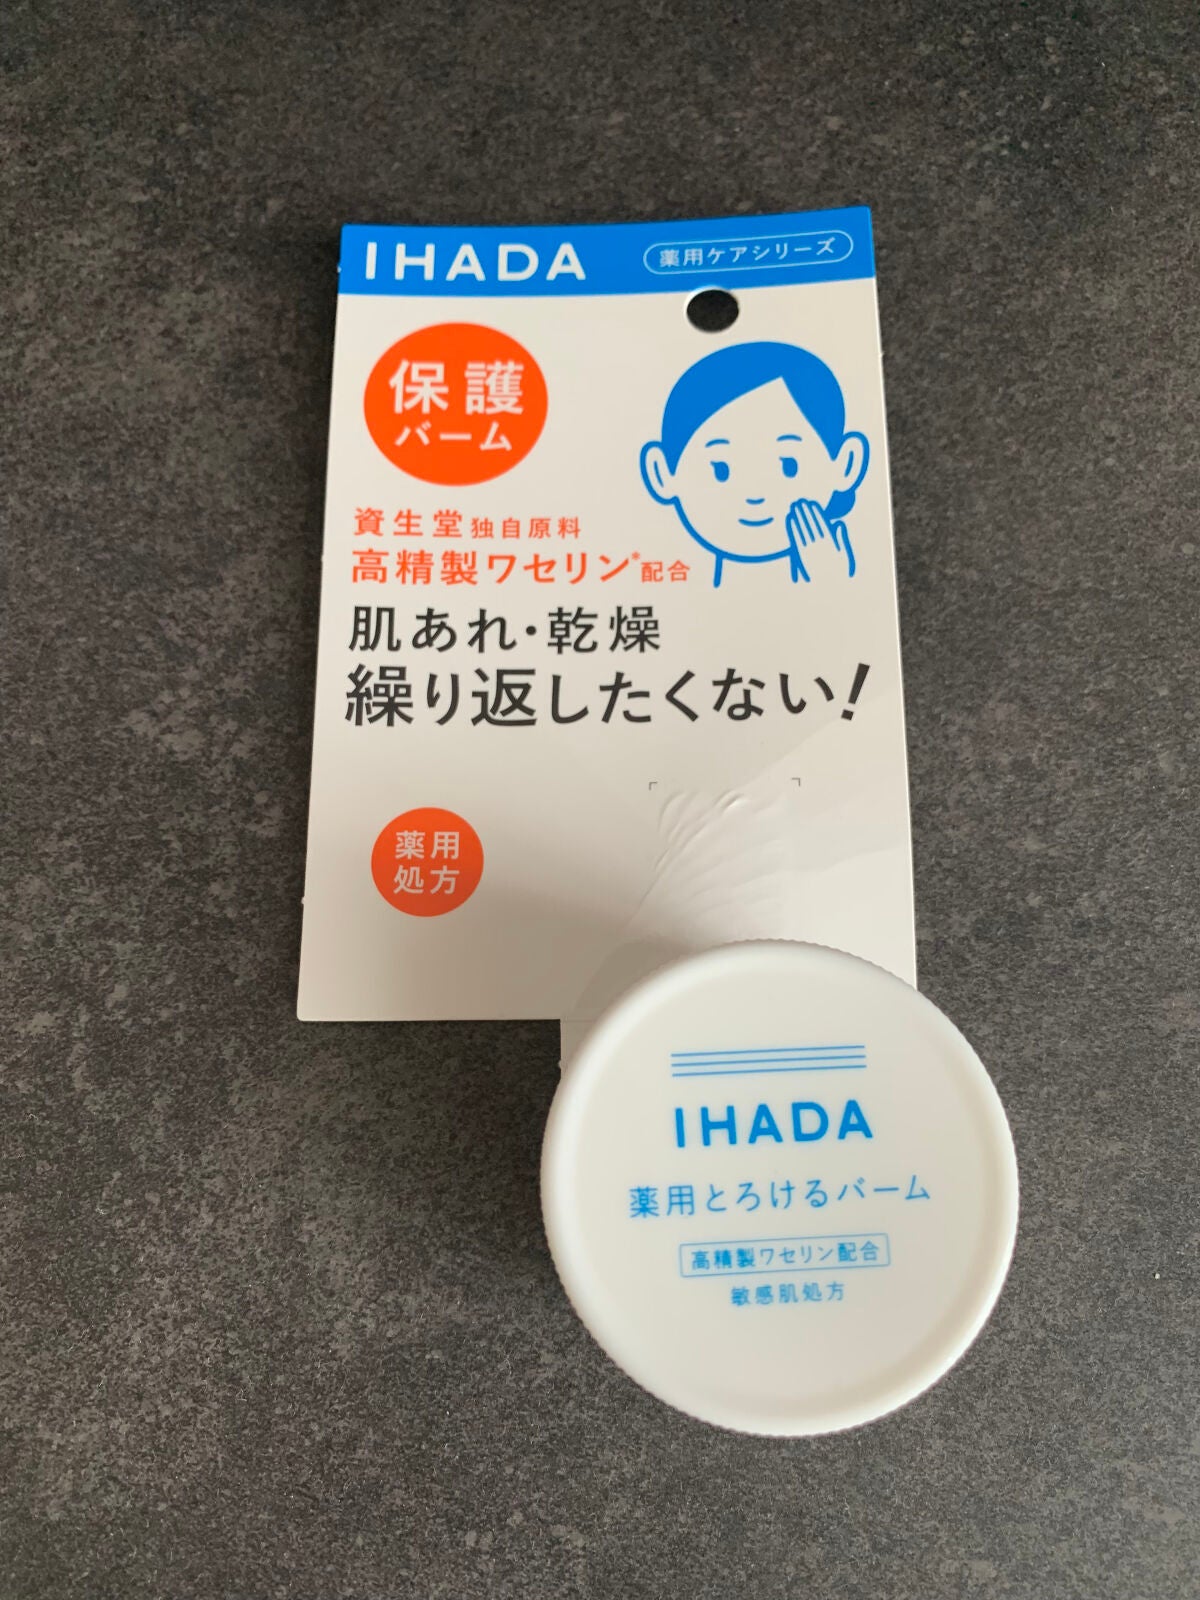 IHADA
薬用ケアシリーズ
保護
バーム
資生堂独自原料
高精製ワセリン*配合
肌あれ・乾燥
繰り返したくない!
薬用
処方
IHADA
薬用とろけるバーム
高精製ワセリン配合
敏感肌処方